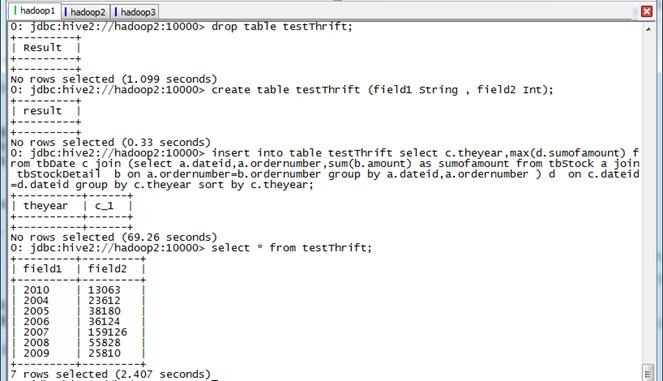 hadoop1 hadoop2 hadoop3
0: jdbc:hive2://hadoop2:10000> drop table testThrift;
+---------+
| Result  |
+---------+
+---------+
No rows selected (1.099 seconds)
0: jdbc:hive2://hadoop2:10000> create table testThrift (field1 String , field2 Int);
+---------+
| result  |
+---------+
+---------+
No rows selected (0.33 seconds)
0: jdbc:hive2://hadoop2:10000> insert into table testThrift select c.theyear,max(d.sumofamount) f
rom tbDate c join (select a.dateid,a.ordernumber,sum(b.amount) as sumofamount from tbStock a join
 tbStockDetail  b on a.ordernumber=b.ordernumber group by a.dateid,a.ordernumber ) d  on c.dateid
=d.dateid group by c.theyear sort by c.theyear;
+----------+------+
| theyear  | c_1  |
+----------+------+
+----------+------+
No rows selected (69.26 seconds)
0: jdbc:hive2://hadoop2:10000> select * from testThrift;
+---------+---------+
| field1  | field2  |
+---------+---------+
| 2010    | 13063   |
| 2004    | 23612   |
| 2005    | 38180   |
| 2006    | 36124   |
| 2007    | 159126  |
| 2008    | 55828   |
| 2009    | 25810   |
+---------+---------+
7 rows selected (2.407 seconds)